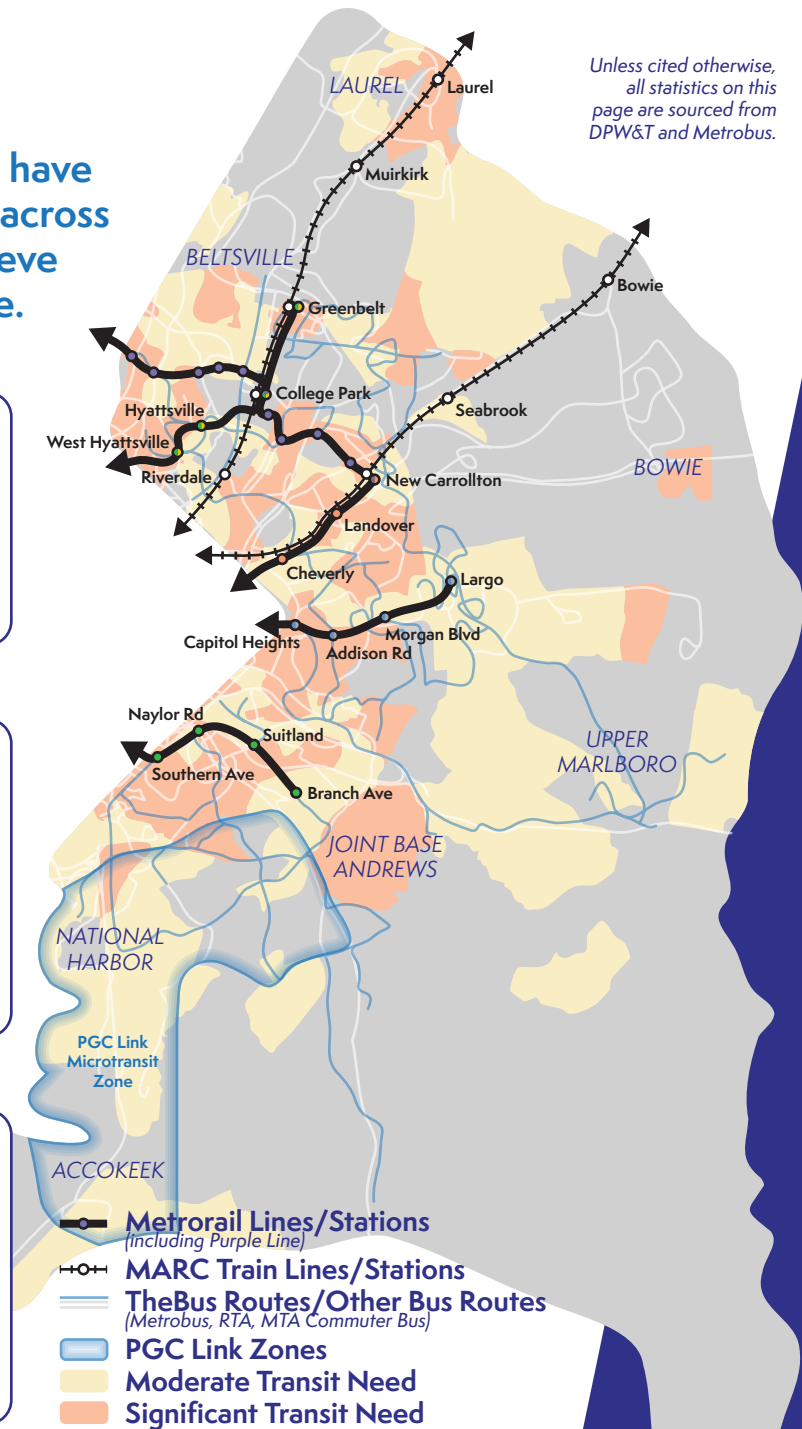 Unless cited otherwise,
all statistics on this
page are sourced from
DPW&T and Metrobus.
have
across
eve
e.
LAUREL
Laurel
Muirkirk
BELTSVILLE
Bowie
Greenbelt
College Park
Seabrook
Hyattsville
West Hyattsville
Riverdale
New Carrollton
BOWIE
Landover
Cheverly
Largo
Capitol Heights
Morgan Blvd
Addison Rd
Naylor Rd
Suitland
Southern Ave
Branch Ave
UPPER
MARLBORO
JOINT BASE
ANDREWS
NATIONAL
HARBOR
PGC Link
Microtransit
Zone
ACCOKEEK
Metrorail Lines/Stations
(including Purple Line)
MARC Train Lines/Stations
TheBus Routes/Other Bus Routes
(Metrobus, RTA, MTA Commuter Bus)
PGC Link Zones
Moderate Transit Need
Significant Transit Need